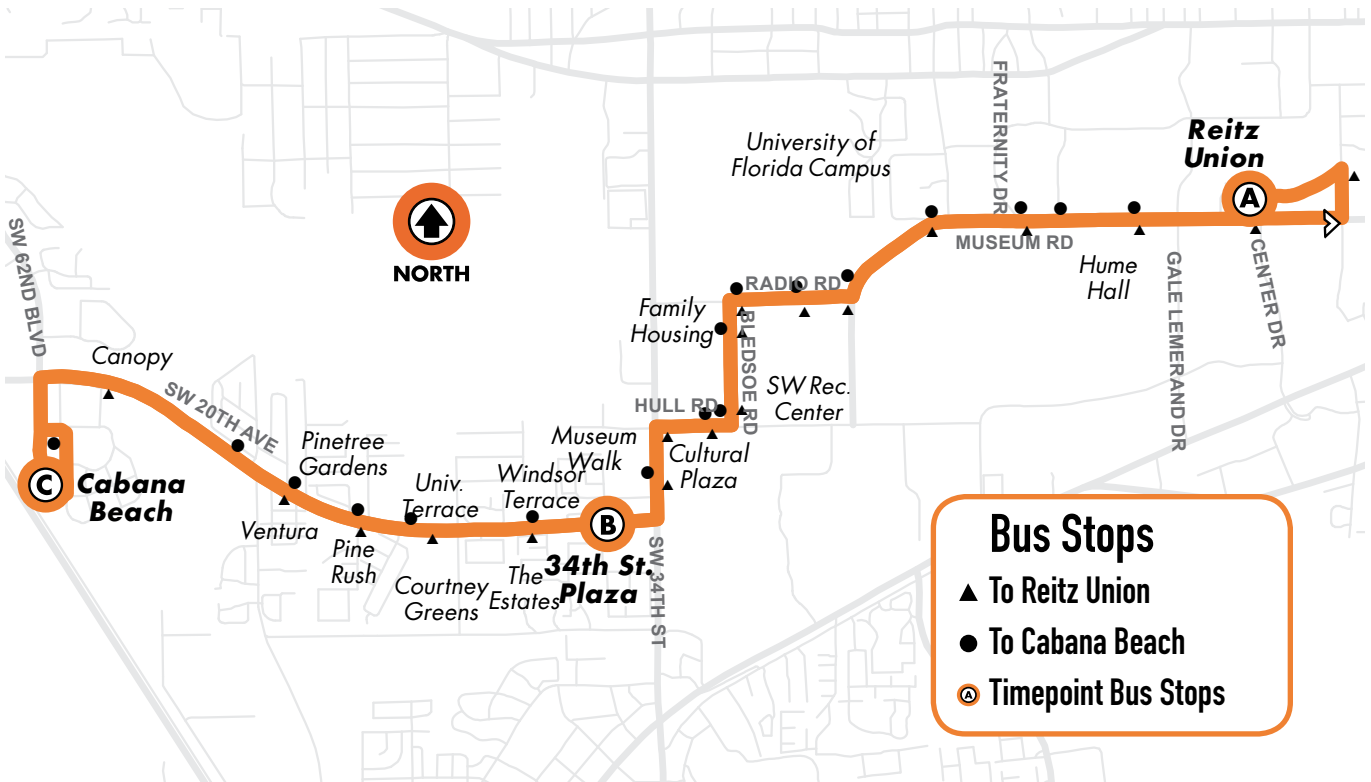 FRATERNITY DR
University of
Florida Campus
Reitz
Union
A
MUSEUM RD
SW 62ND BLVD
NORTH
Hume
Hall
GALE LEMERAND DR
CENTER DR
RADIO RD
Family
Housing
BLEDSOE RD
Canopy
SW 20TH AVE
SW Rec.
Center
HULL RD
Pinetree
Gardens
Museum
Walk
Cultural
Plaza
C
Cabana
Beach
Univ.
Terrace
Windsor
Terrace
Ventura
B
Pine
Rush
34th St.
Plaza
SW 34TH ST
Courtney
Greens
The
Estates
Bus Stops
To Reitz Union
To Cabana Beach
A
Timepoint Bus Stops